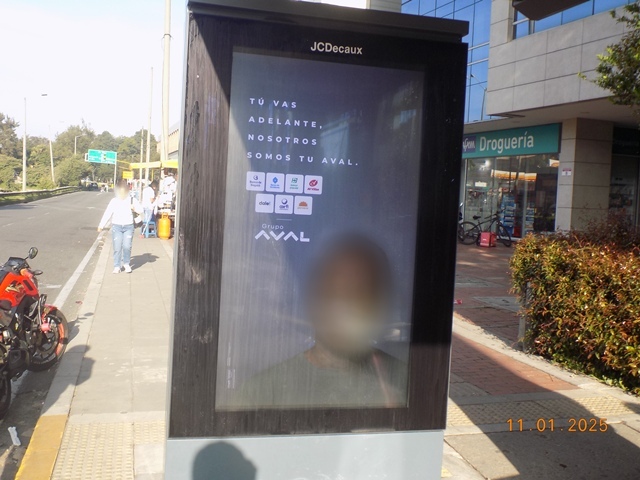 JCDecaux
TÚ VAS
ADELANTE,
NOSOTROS
SOMOS TU AVAL.
Grupo
AVAL
Droguería
11.01.2025